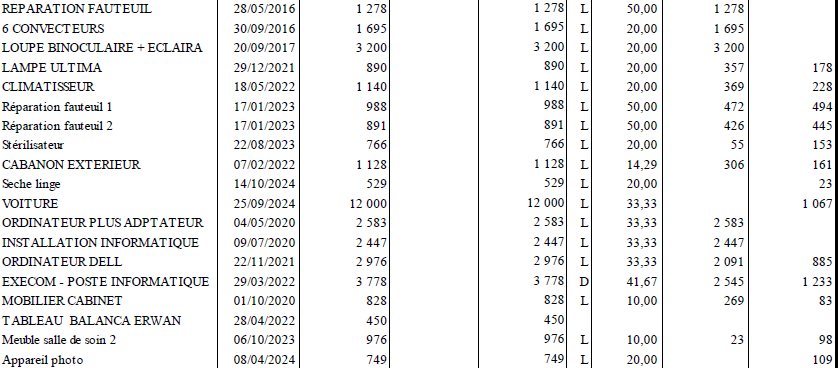 REPARATION FAUTEUIL 28/05/2016 1 278 1 278 L 50,00 1 278
6 CONVECTEURS 30/09/2016 1 695 1 695 L 20,00 1 695
LOUPE BINOCULAIRE + ECLAIRA 20/09/2017 3 200 3 200 L 20,00 3 200
LAMPE ULTIMA 29/12/2021 890 890 L 20,00 357 178
CLIMATISSEUR 18/05/2022 1 140 1 140 L 20,00 369 228
Réparation fauteuil 1 17/01/2023 988 988 L 50,00 472 494
Réparation fauteuil 2 17/01/2023 891 891 L 50,00 426 445
Stérilisateur 22/08/2023 766 766 L 20,00 55 153
CABANON EXTERIEUR 07/02/2022 1 128 1 128 L 14,29 306 161
Seche linge 14/10/2024 529 529 L 20,00 23
VOITURE 25/09/2024 12 000 12 000 L 33,33 1 067
ORDINATEUR PLUS ADPTATEUR 04/05/2020 2 583 2 583 L 33,33 2 583
INSTALLATION INFORMATIQUE 09/07/2020 2 447 2 447 L 33,33 2 447
ORDINATEUR DELL 22/11/2021 2 976 2 976 L 33,33 2 091 885
EXECOM - POSTE INFORMATIQUE 29/03/2022 3 778 3 778 D 41,67 2 545 1 233
MOBILIER CABINET 01/10/2020 828 828 L 10,00 269 83
TABLEAU BALANCA ERWAN 28/04/2022 450 450
Meuble salle de soin 2 06/10/2023 976 976 L 10,00 23 98
Appareil photo 08/04/2024 749 749 L 20,00 109